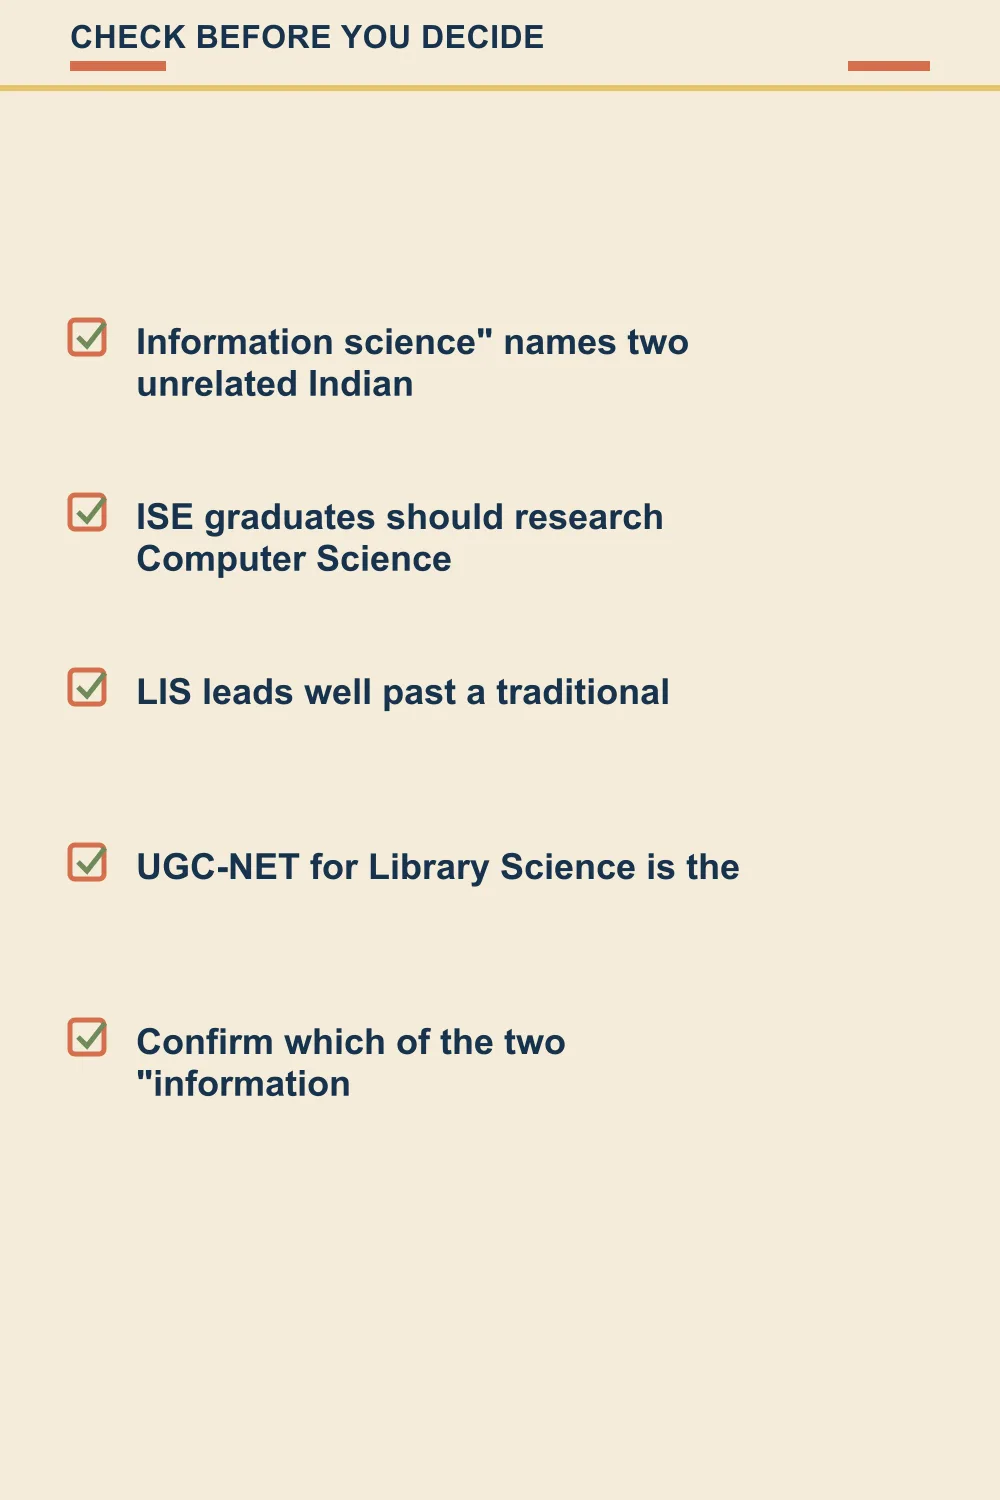 CHECK BEFORE YOU DECIDE
Information science" names two
unrelated Indian
ISE graduates should research
Computer Science
LIS leads well past a traditional
UGC-NET for Library Science is the
Confirm which of the two
"information